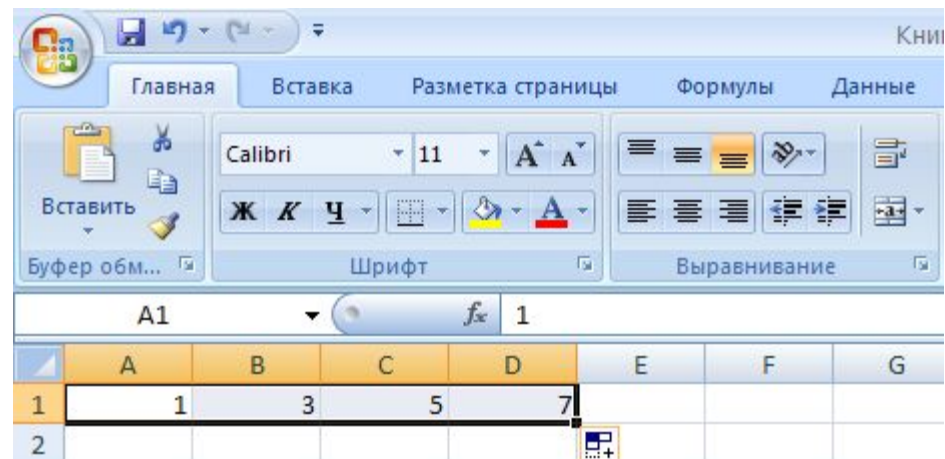 Кни
Главная Вставка Разметка страницы Формулы Данные
Calibri 11 A A
Вставить Ж К Ч А
Буфер обм... Шрифт Выравнивание
A1 fx 1
A B C D E F G
1 1 3 5 7
2